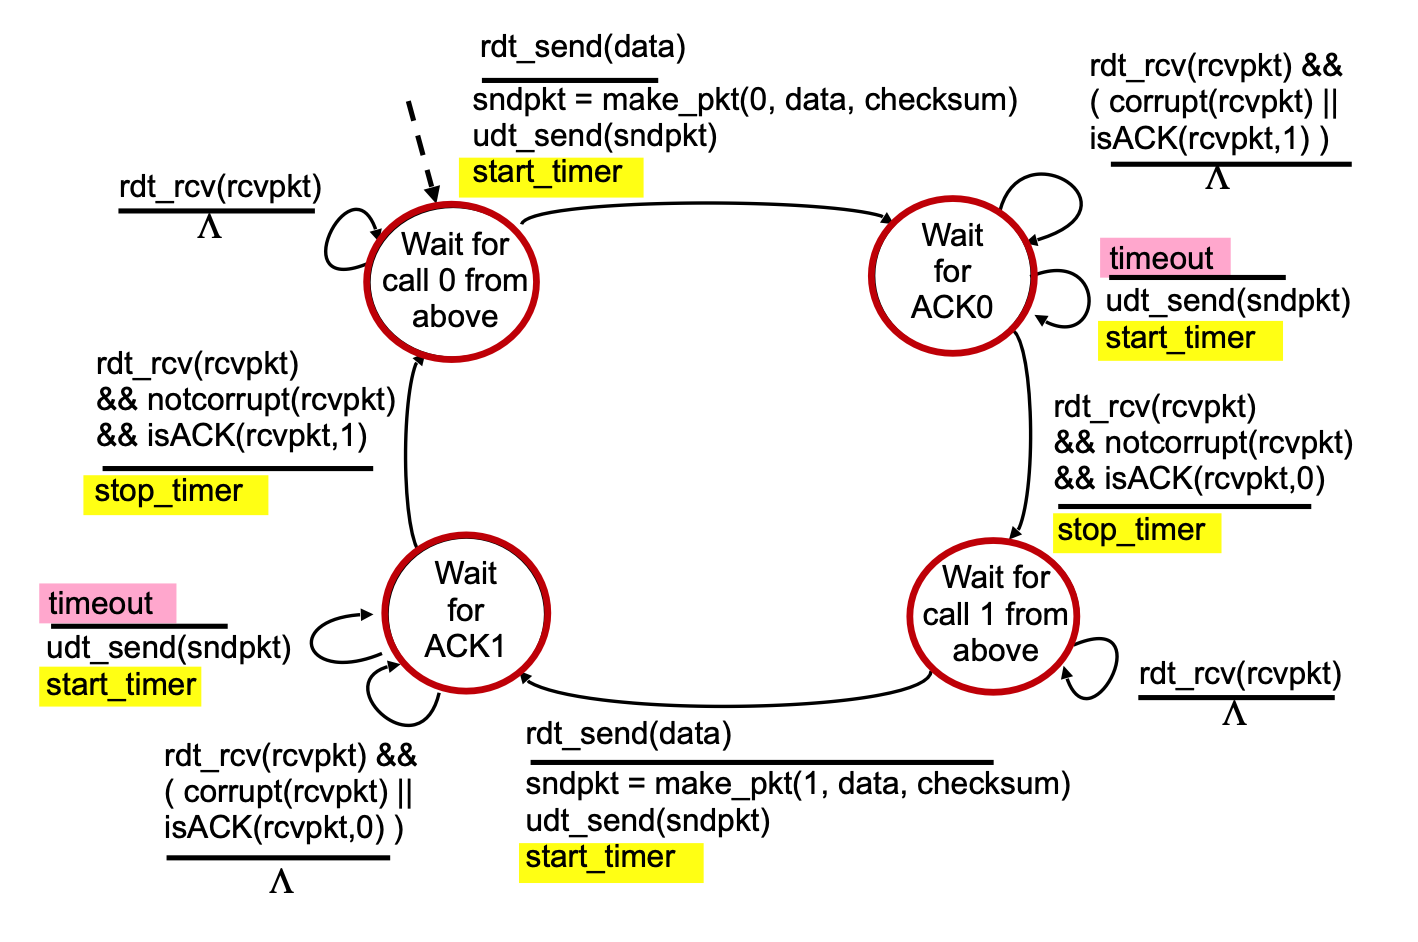 rdt_send(data)
sndpkt = make_pkt(0, data, checksum)
udt_send(sndpkt)
start_timer
rdt_rcv(rcvpkt) &&
( corrupt(rcvpkt) ||
isACK(rcvpkt,1) )
Λ
rdt_rcv(rcvpkt)
Λ
Wait for
call 0 from
above
Wait
for
ACK0
timeout
udt_send(sndpkt)
start_timer
rdt_rcv(rcvpkt)
&& notcorrupt(rcvpkt)
&& isACK(rcvpkt,1)
stop_timer
rdt_rcv(rcvpkt)
&& notcorrupt(rcvpkt)
&& isACK(rcvpkt,0)
stop_timer
Wait
for
ACK1
Wait for
call 1 from
above
timeout
udt_send(sndpkt)
start_timer
rdt_rcv(rcvpkt)
Λ
rdt_rcv(rcvpkt) &&
( corrupt(rcvpkt) ||
isACK(rcvpkt,0) )
Λ
rdt_send(data)
sndpkt = make_pkt(1, data, checksum)
udt_send(sndpkt)
start_timer